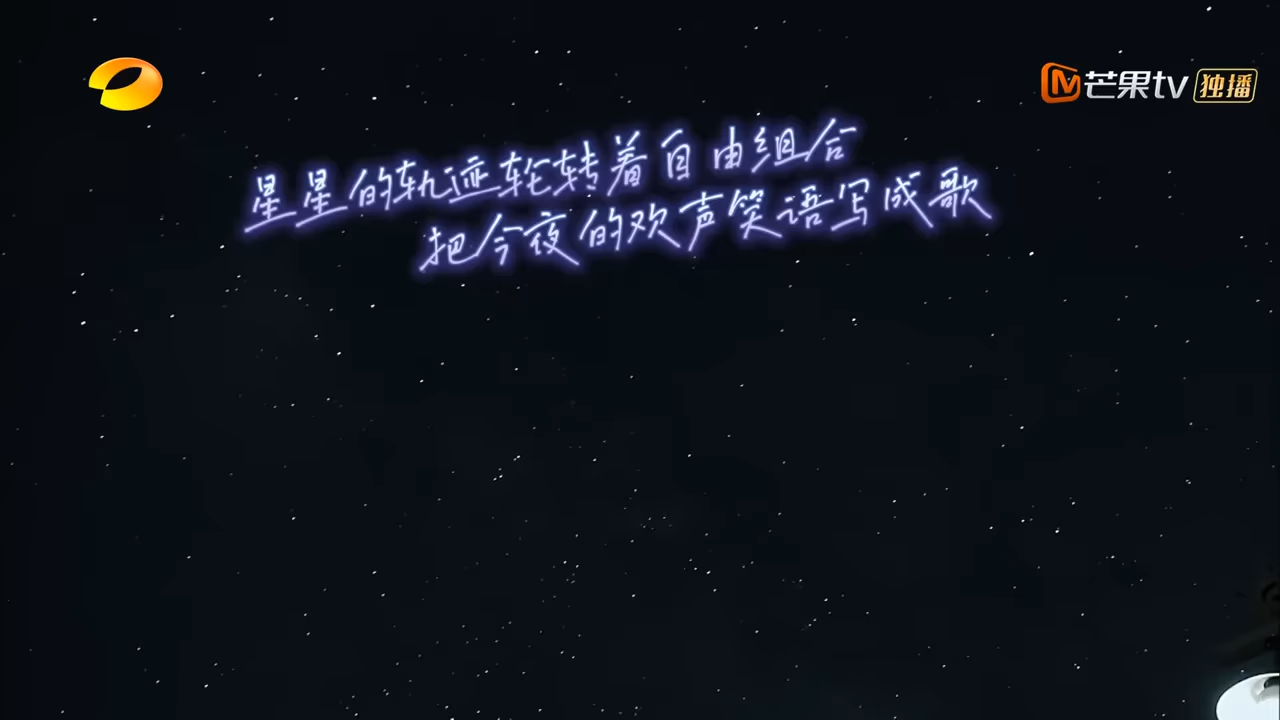 芒果tv 独播
星星的轨迹轮转着自由组合
把今夜的欢声笑语写成歌